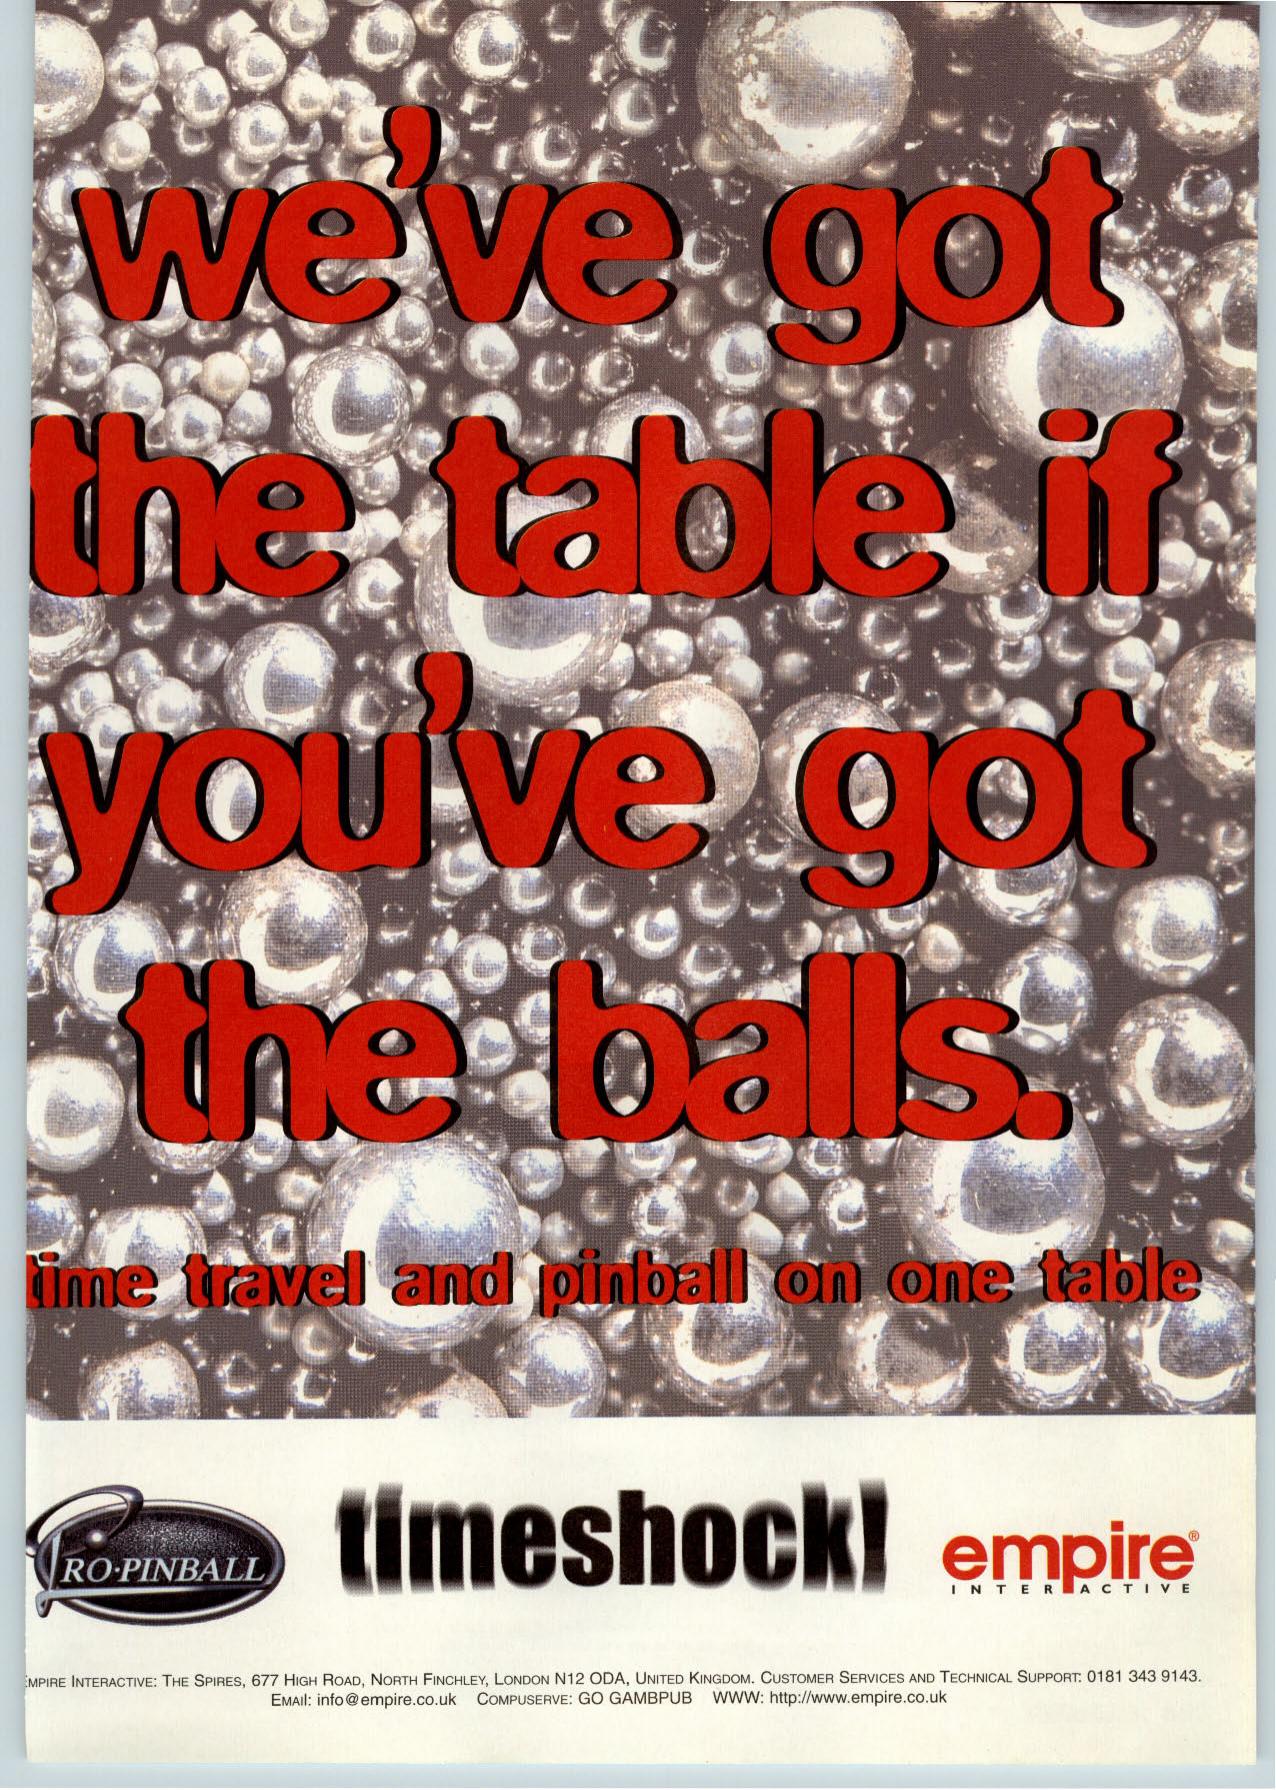 we've got
the table if
you've got
the balls.
time travel and pinball on one table
PRO·PINBALL
timeshock!
empire®
INTERACTIVE
EMPIRE INTERACTIVE: THE SPIRES, 677 HIGH ROAD, NORTH FINCHLEY, LONDON N12 ODA, UNITED KINGDOM. CUSTOMER SERVICES AND TECHNICAL SUPPORT: 0181 343 9143.
EMAIL: info@empire.co.uk COMPUSERVE: GO GAMBPUB WWW: http://www.empire.co.uk